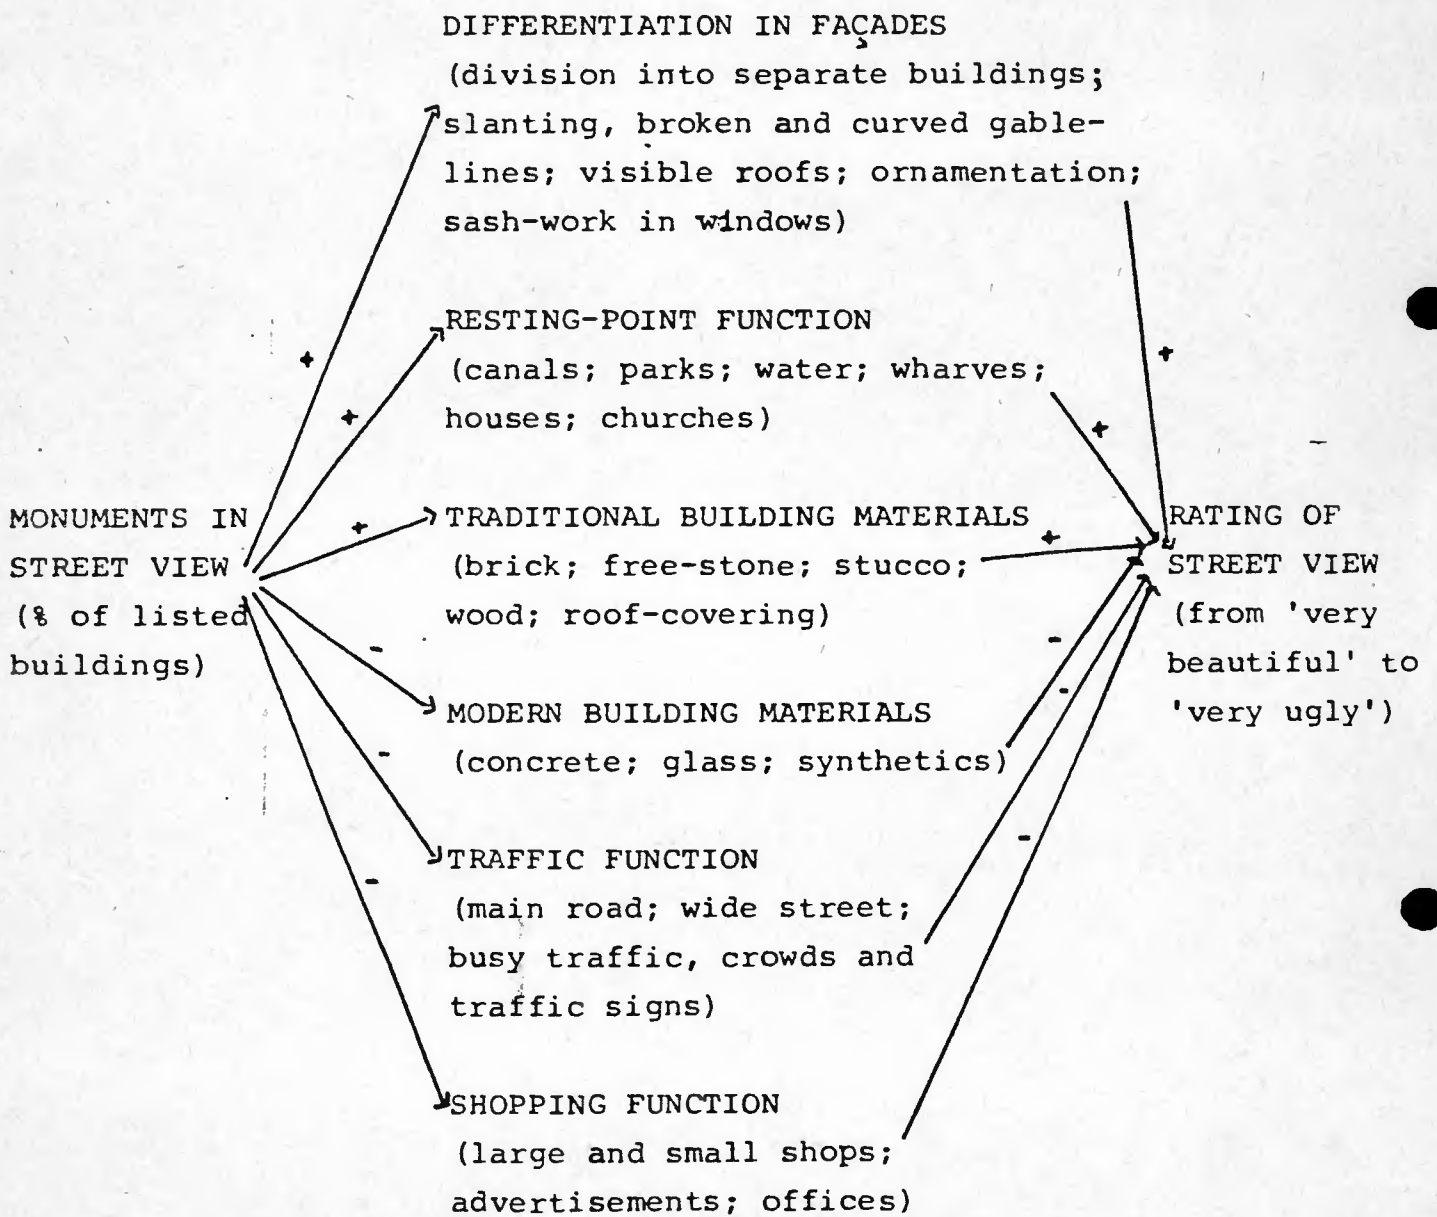 DIFFERENTIATION IN FAÇADES
(division into separate buildings;
slanting, broken and curved gable-
lines; visible roofs; ornamentation;
sash-work in windows)
+
+
RESTING-POINT FUNCTION
(canals; parks; water; wharves;
houses; churches)
+
+
MONUMENTS IN
STREET VIEW
(% of listed
buildings)
+
TRADITIONAL BUILDING MATERIALS
(brick; free-stone; stucco;
wood; roof-covering)
+
RATING OF
STREET VIEW
(from 'very
beautiful' to
'very ugly')
-
MODERN BUILDING MATERIALS
(concrete; glass; synthetics)
-
-
TRAFFIC FUNCTION
(main road; wide street;
busy traffic, crowds and
traffic signs)
-
-
SHOPPING FUNCTION
(large and small shops;
advertisements; offices)
-